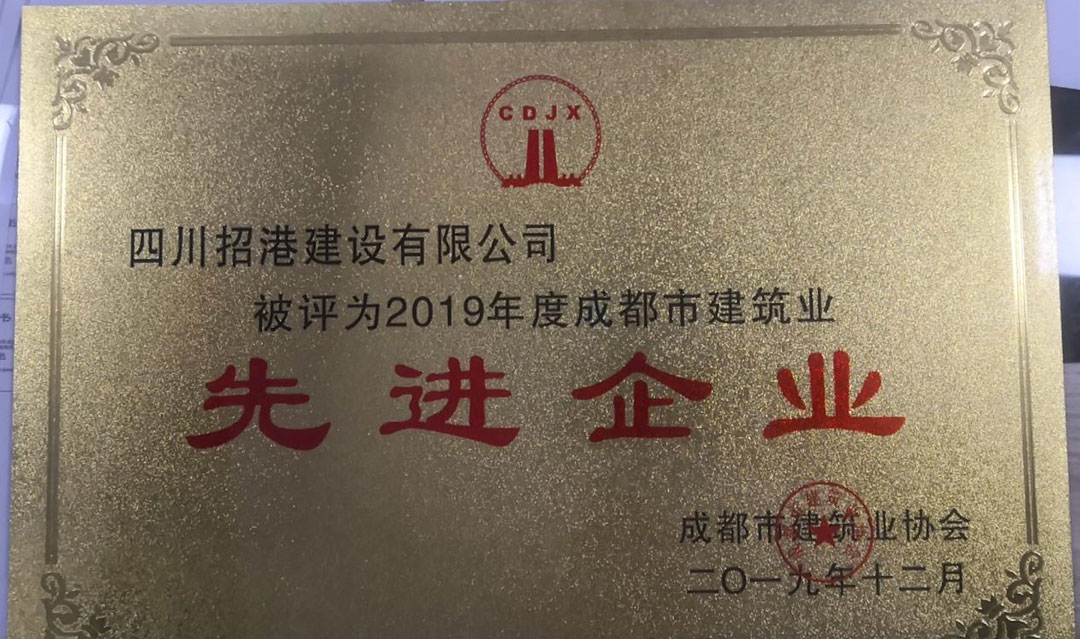 CDJX
四川招港建设有限公司
被评为2019年度成都市建筑业
先进企业
成都市建筑业协会
二〇一九年十二月